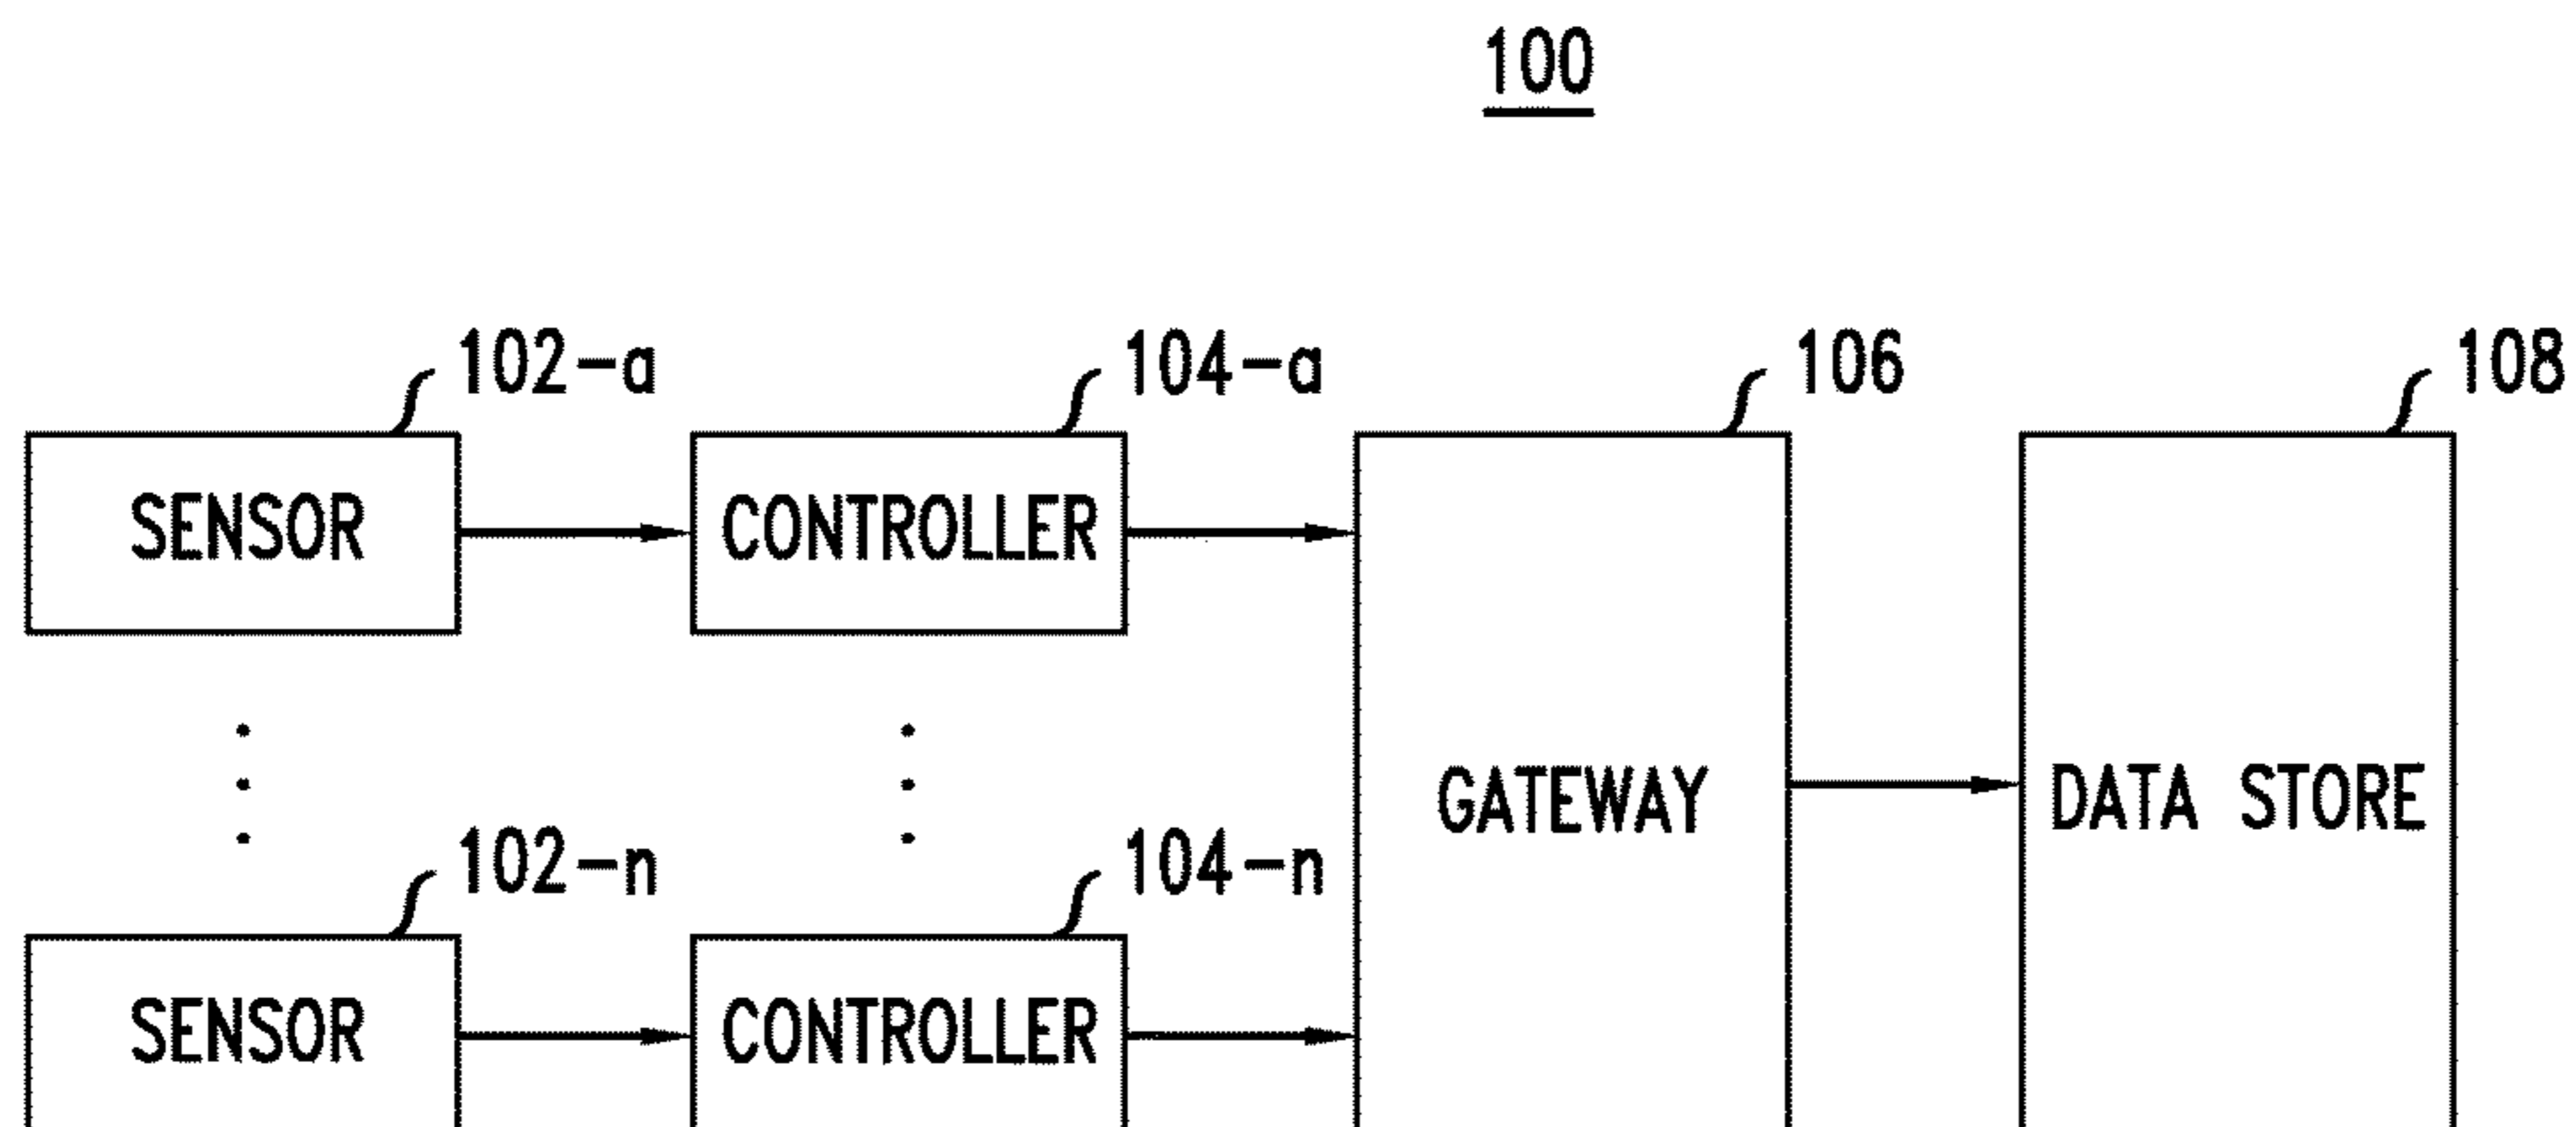 100
102-a 104-a 106 108
SENSOR CONTROLLER
GATEWAY DATA STORE
102-n 104-n
SENSOR CONTROLLER